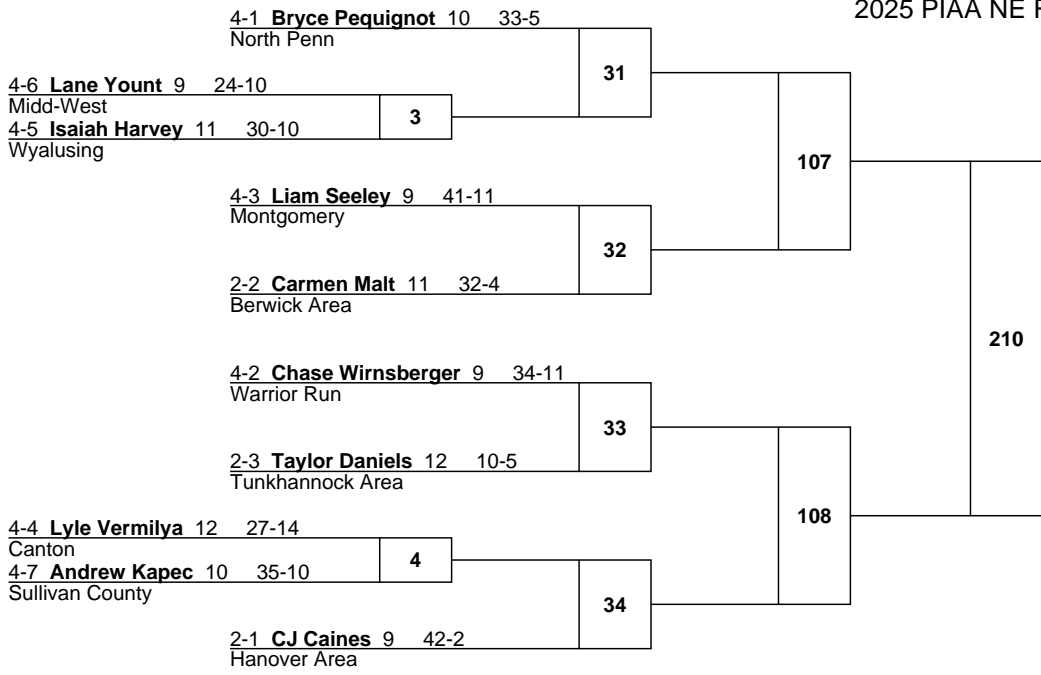 2025 PIAA NE R
4-1 Bryce Pequignot 10 33-5
North Penn
31
4-6 Lane Yount 9 24-10
Midd-West
3
4-5 Isaiah Harvey 11 30-10
Wyalusing
107
4-3 Liam Seeley 9 41-11
Montgomery
32
2-2 Carmen Malt 11 32-4
Berwick Area
210
4-2 Chase Wirnsberger 9 34-11
Warrior Run
33
2-3 Taylor Daniels 12 10-5
Tunkhannock Area
108
4-4 Lyle Vermilya 12 27-14
Canton
4
4-7 Andrew Kapec 10 35-10
Sullivan County
34
2-1 CJ Caines 9 42-2
Hanover Area